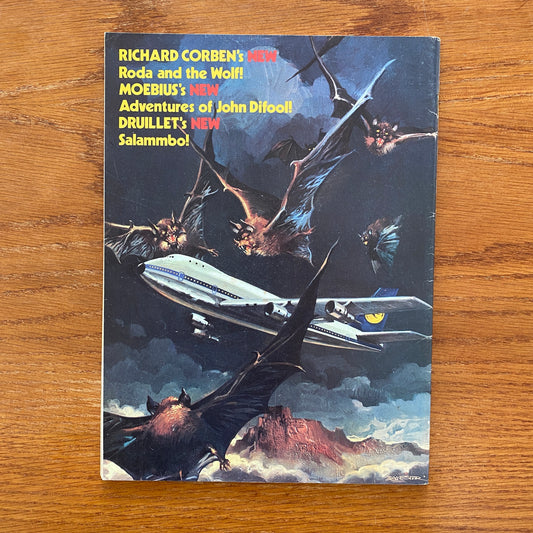 RICHARD CORBEN's NEW
Roda and the Wolf!
MOEBIUS's NEW
Adventures of John Difool!
DRUILLET's NEW
Salammbo!